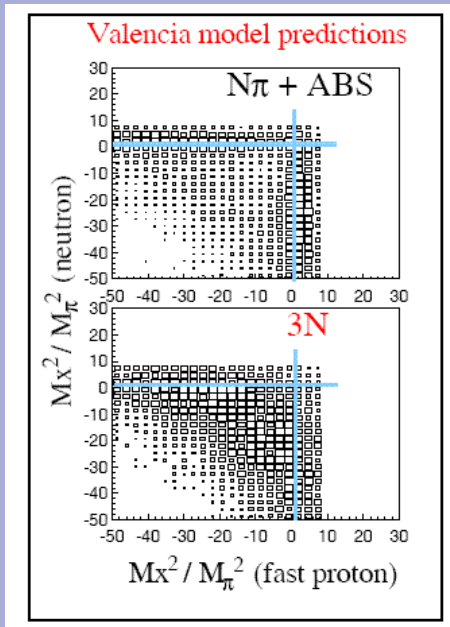 Valencia model predictions
Nπ + ABS
30
20
10
0
-10
-20
-30
-40
-50
-50 -40 -30 -20 -10 0 10 20 30
Mx²/M_π² (neutron)
3N
30
20
10
0
-10
-20
-30
-40
-50
-50 -40 -30 -20 -10 0 10 20 30
Mx²/M_π² (fast proton)